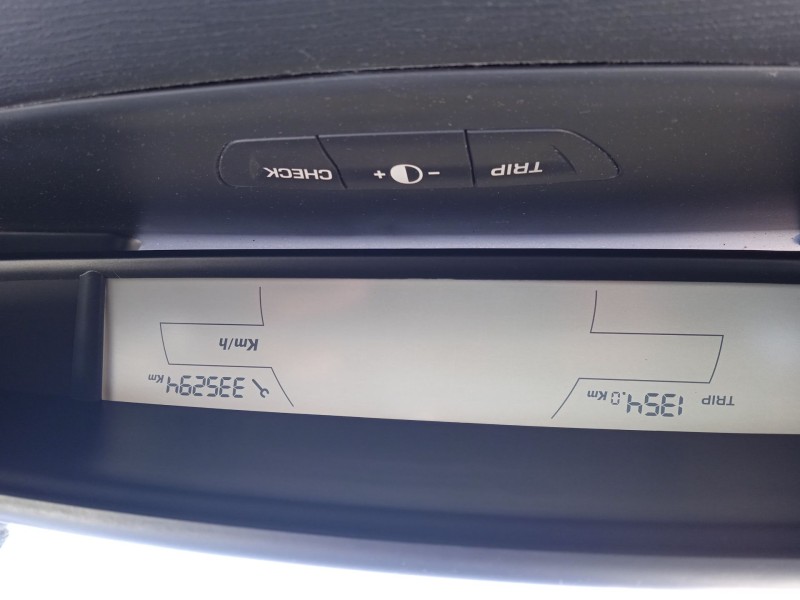 TRIP 1354.0 Km
335294 Km
Km/h
TRIP - + CHECK